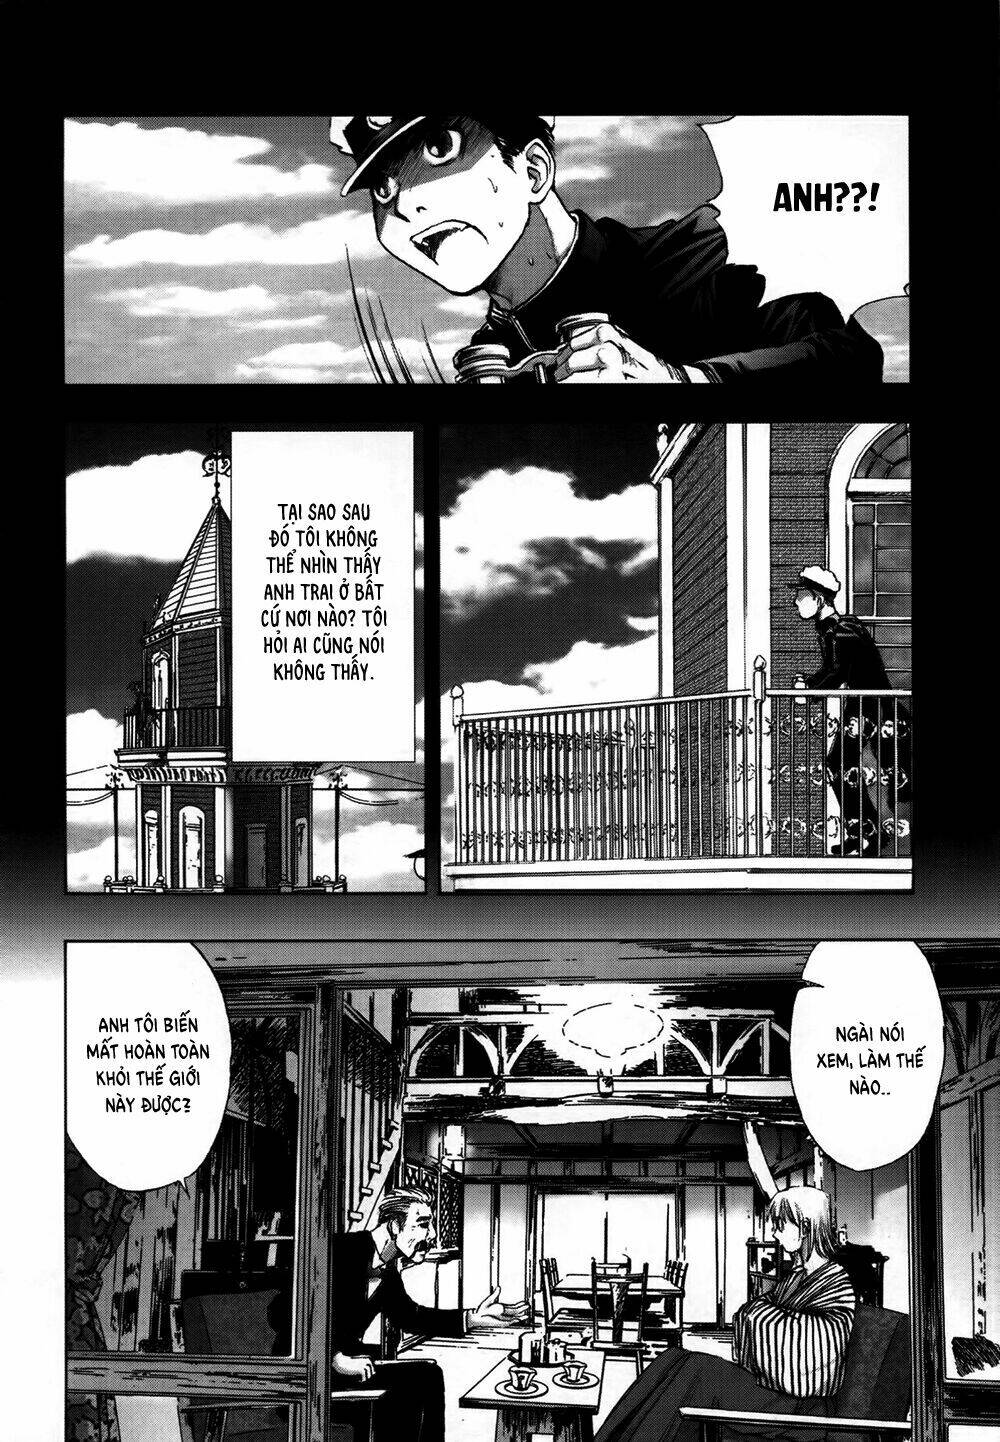 ANH??!
TẠI SAO SAU
ĐÓ TÔI KHÔNG
THỂ NHÌN THẤY
ANH TRAI Ở BẤT
CỨ NƠI NÀO? TÔI
HỎI AI CŨNG NÓI
KHÔNG THẤY.
NGÀI NÓI
XEM, LÀM THẾ
NÀO..
ANH TÔI BIẾN
MẤT HOÀN TOÀN
KHỎI THẾ GIỚI
NÀY ĐƯỢC?